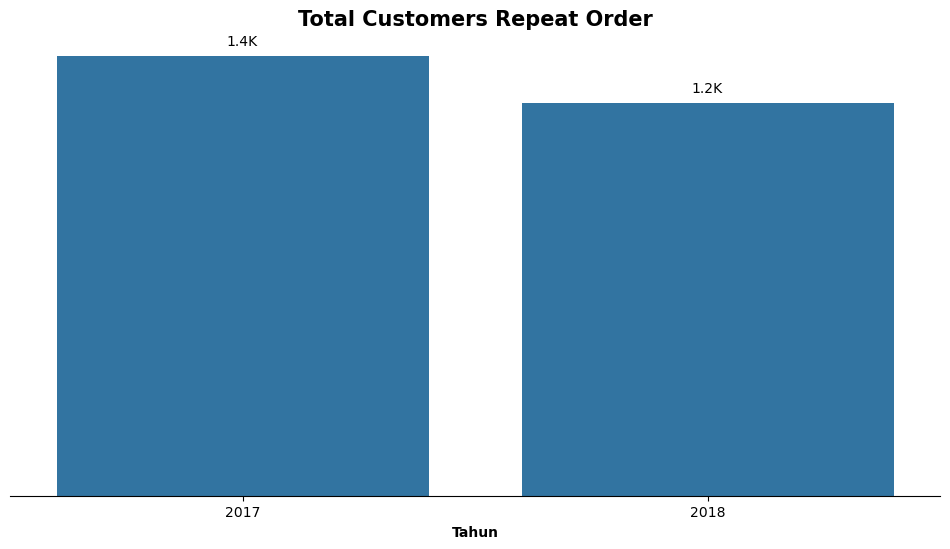 Total Customers Repeat Order
1.4K
1.2K
2017
2018
Tahun